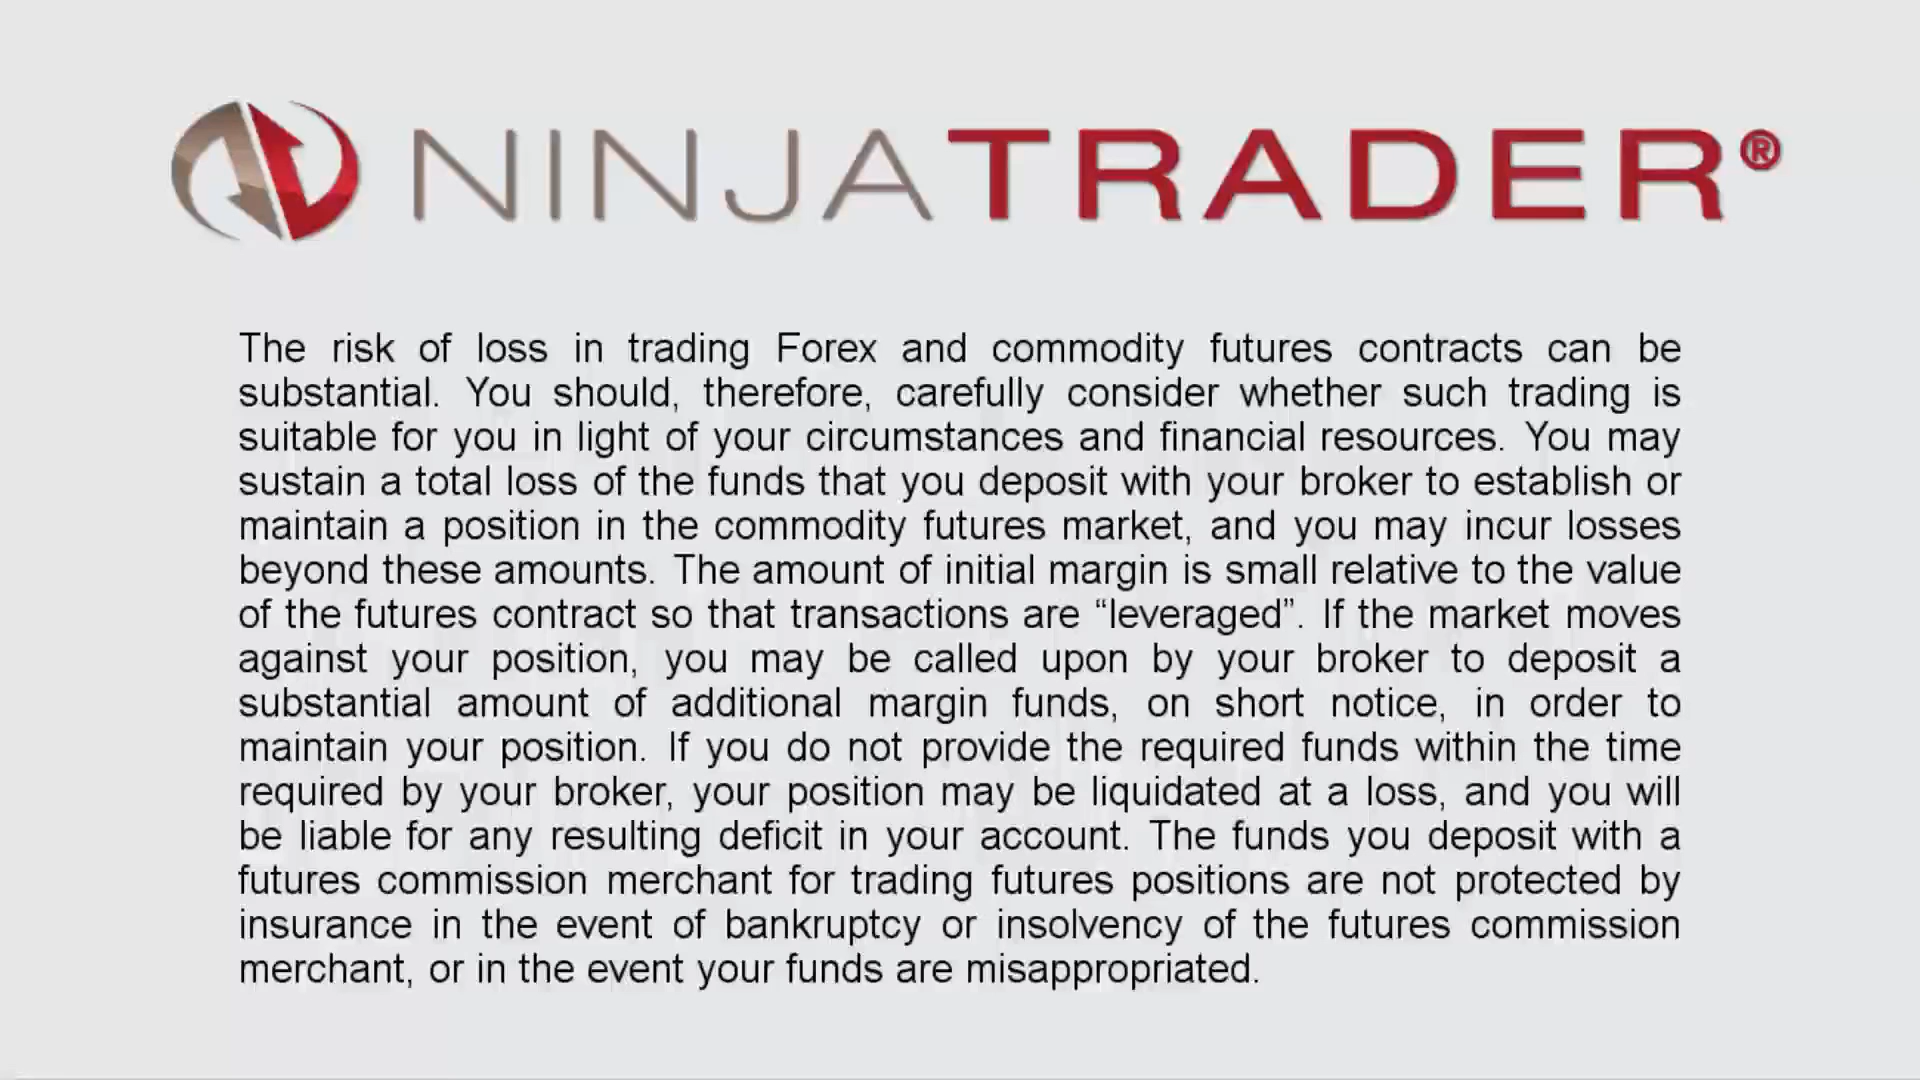 NINJATRADER®
The risk of loss in trading Forex and commodity futures contracts can be
substantial. You should, therefore, carefully consider whether such trading is
suitable for you in light of your circumstances and financial resources. You may
sustain a total loss of the funds that you deposit with your broker to establish or
maintain a position in the commodity futures market, and you may incur losses
beyond these amounts. The amount of initial margin is small relative to the value
of the futures contract so that transactions are “leveraged”. If the market moves
against your position, you may be called upon by your broker to deposit a
substantial amount of additional margin funds, on short notice, in order to
maintain your position. If you do not provide the required funds within the time
required by your broker, your position may be liquidated at a loss, and you will
be liable for any resulting deficit in your account. The funds you deposit with a
futures commission merchant for trading futures positions are not protected by
insurance in the event of bankruptcy or insolvency of the futures commission
merchant, or in the event your funds are misappropriated.